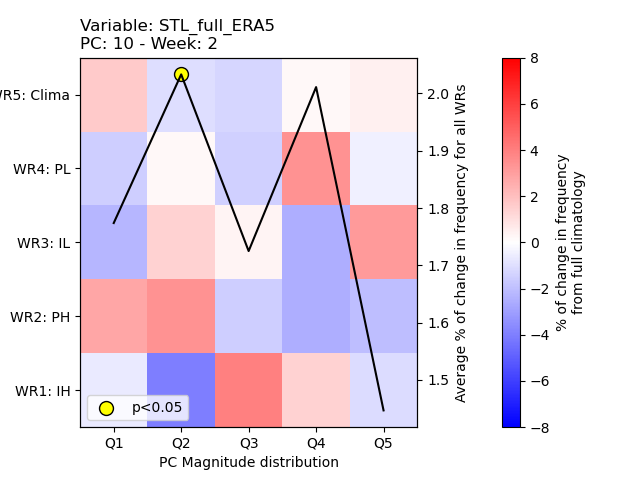 Variable: STL_full_ERA5
PC: 10 - Week: 2
WR5: Clima
WR4: PL
WR3: IL
WR2: PH
WR1: IH
p<0.05
Q1 Q2 Q3 Q4 Q5
PC Magnitude distribution
2.0
1.9
1.8
1.7
1.6
1.5
Average % of change in frequency for all WRs
8
6
4
2
0
−2
−4
−6
−8
% of change in frequency
from full climatology